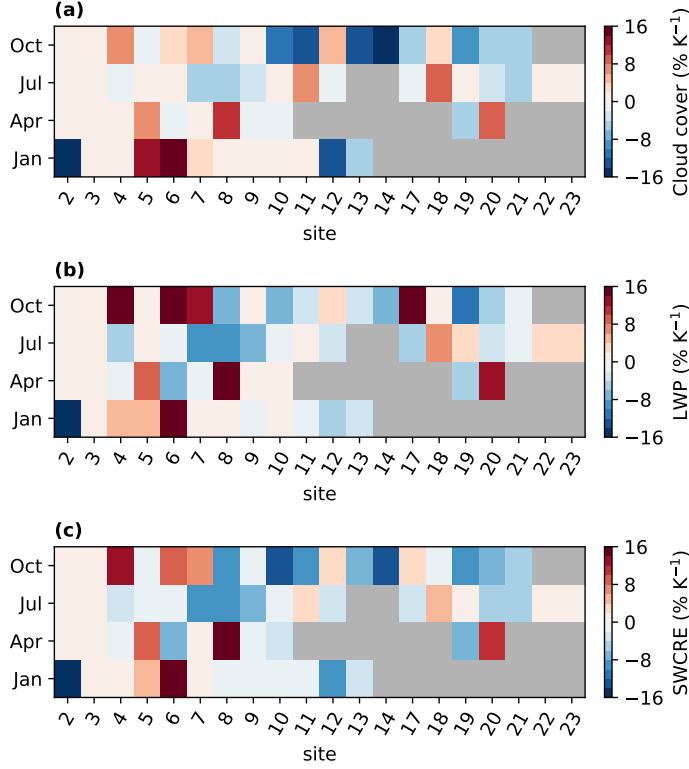 (a)
Oct
Jul
Apr
Jan
2 3 4 5 6 7 8 9 10 11 12 13 14 17 18 19 20 21 22 23
site
16
8
0
−8
−16
Cloud cover (% K⁻¹)
(b)
Oct
Jul
Apr
Jan
2 3 4 5 6 7 8 9 10 11 12 13 14 17 18 19 20 21 22 23
site
16
8
0
−8
−16
LWP (% K⁻¹)
(c)
Oct
Jul
Apr
Jan
2 3 4 5 6 7 8 9 10 11 12 13 14 17 18 19 20 21 22 23
site
16
8
0
−8
−16
SWCRE (% K⁻¹)